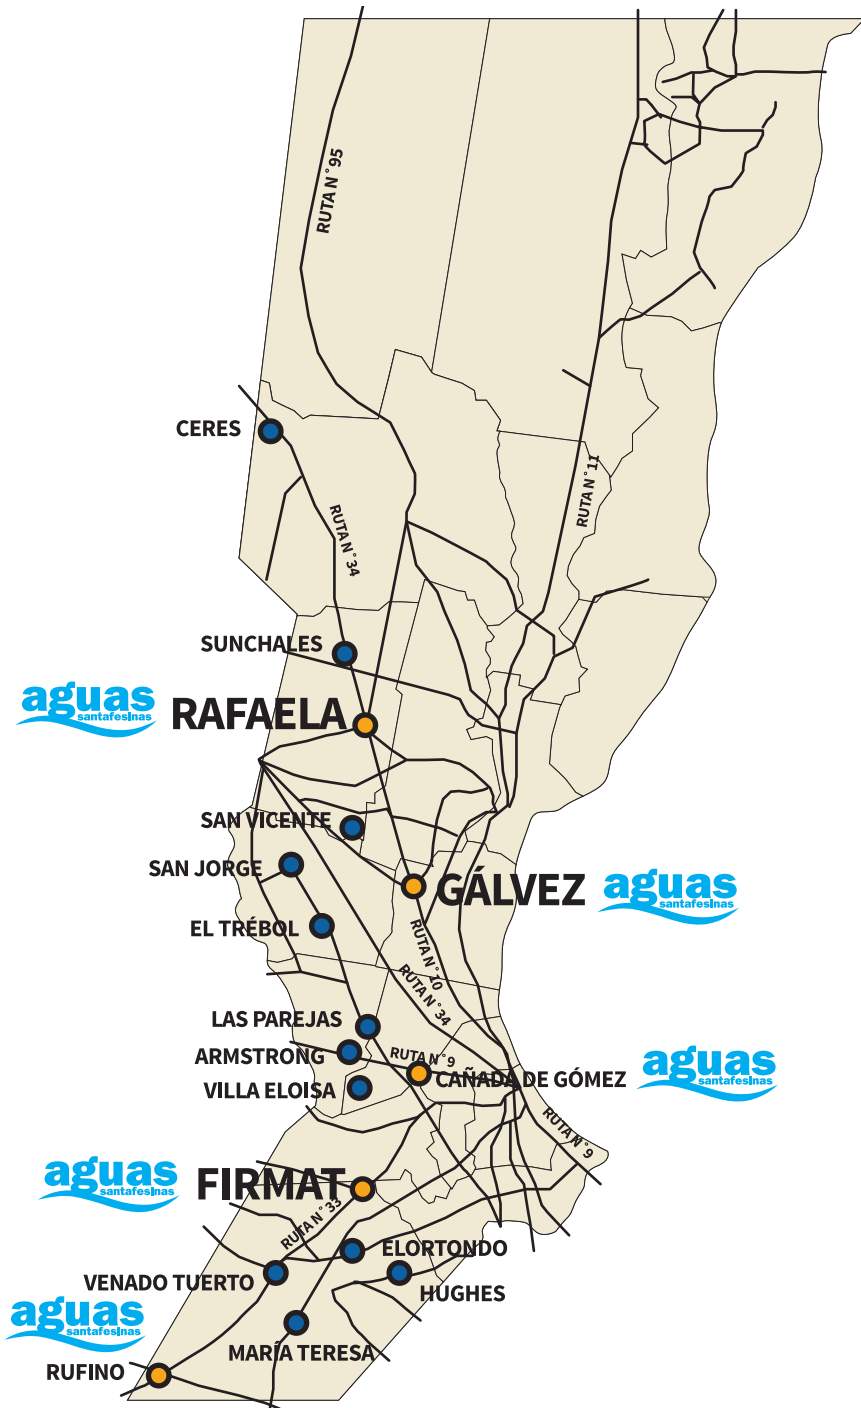 RUTA N°95
CERES
RUTA N°11
RUTA N°34
SUNCHALES
aguas
santafesinas
RAFAELA
SAN VICENTE
SAN JORGE
GÁLVEZ
aguas
santafesinas
EL TRÉBOL
RUTA N°10
RUTA N°34
LAS PAREJAS
ARMSTRONG
RUTA N°9
VILLA ELOISA
CAÑADA DE GÓMEZ
aguas
santafesinas
RUTA N°9
aguas
santafesinas
FIRMAT
RUTA N°33
ELORTONDO
VENADO TUERTO
HUGHES
aguas
santafesinas
MARÍA TERESA
RUFINO